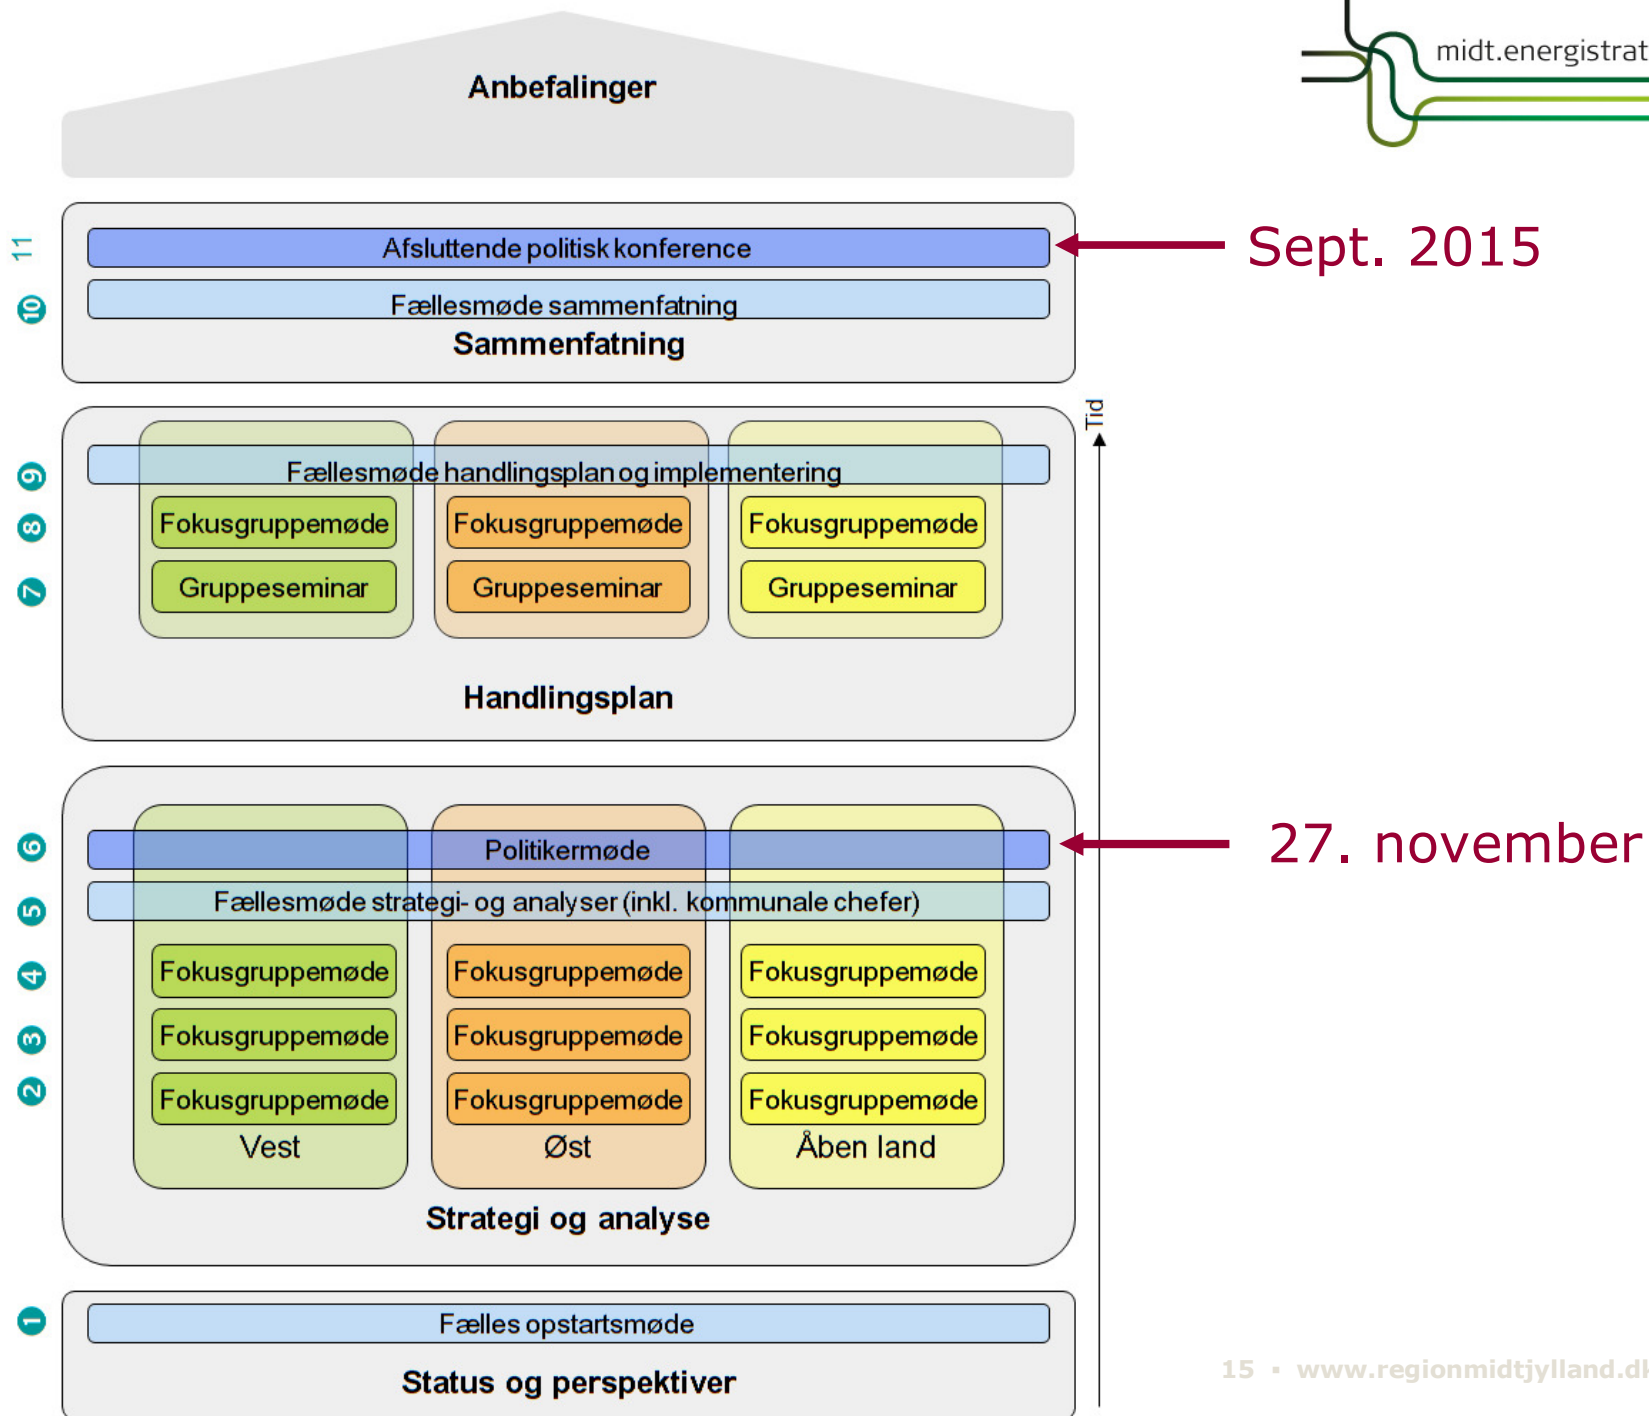 midt.energistrat
Anbefalinger
11
Afsluttende politisk konference
Sept. 2015
10
Fællesmøde sammenfatning
Sammenfatning
Tid
9
Fællesmøde handlingsplan og implementering
8
Fokusgruppemøde Fokusgruppemøde Fokusgruppemøde
7
Gruppeseminar Gruppeseminar Gruppeseminar
Handlingsplan
6
Politikermøde
27. november
5
Fællesmøde strategi- og analyser (inkl. kommunale chefer)
4
Fokusgruppemøde Fokusgruppemøde Fokusgruppemøde
3
Fokusgruppemøde Fokusgruppemøde Fokusgruppemøde
2
Fokusgruppemøde Fokusgruppemøde Fokusgruppemøde
Vest Øst Åben land
Strategi og analyse
1
Fælles opstartsmøde
Status og perspektiver
15 ▪ www.regionmidtjylland.dk